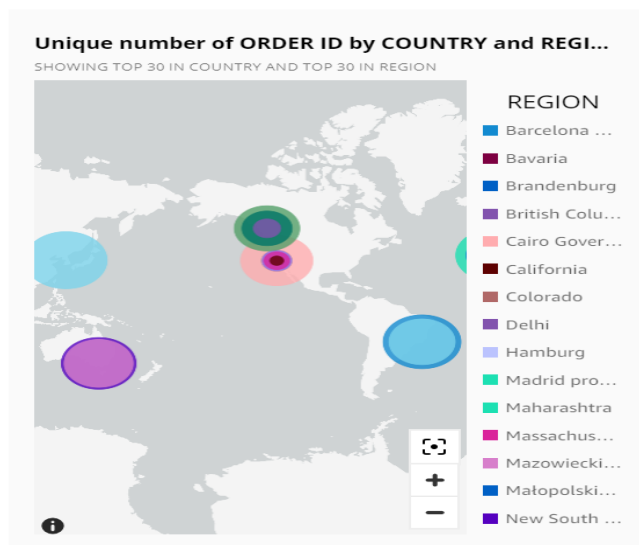 Unique number of ORDER ID by COUNTRY and REGI...
SHOWING TOP 30 IN COUNTRY AND TOP 30 IN REGION
REGION
Barcelona ...
Bavaria
Brandenburg
British Colu...
Cairo Gover...
California
Colorado
Delhi
Hamburg
Madrid pro...
Maharashtra
Massachus...
Mazowiecki...
Małopolski...
New South ...